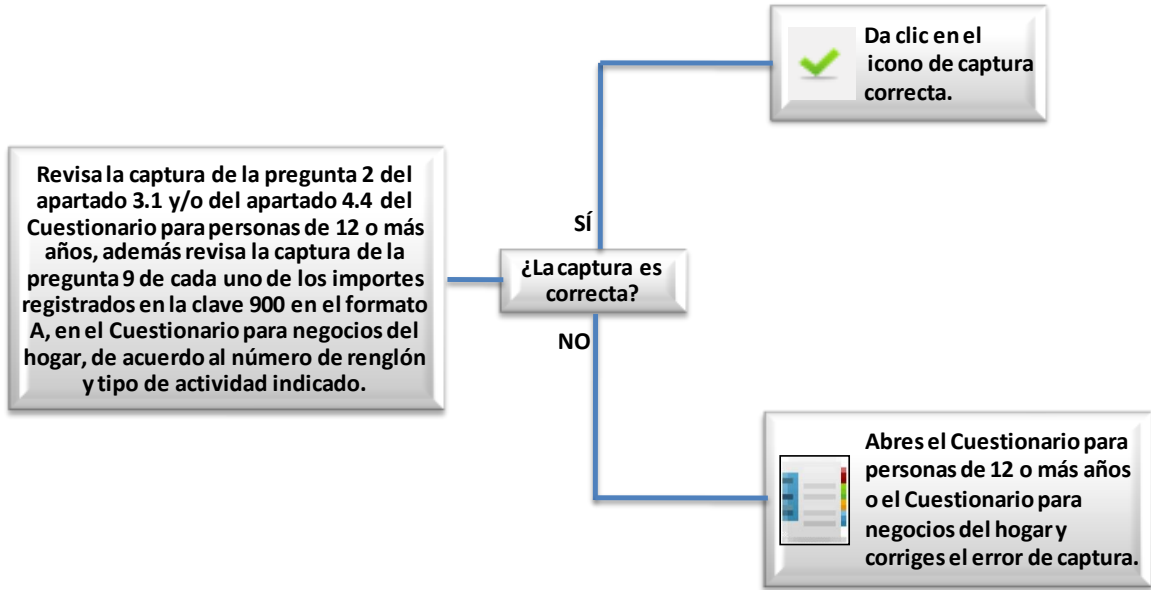 Revisa la captura de la pregunta 2 del
apartado 3.1 y/o del apartado 4.4 del
Cuestionario para personas de 12 o más
años, además revisa la captura de la
pregunta 9 de cada uno de los importes
registrados en la clave 900 en el formato
A, en el Cuestionario para negocios del
hogar, de acuerdo al número de renglón
y tipo de actividad indicado.
¿La captura es
correcta?
SÍ
Da clic en el
icono de captura
correcta.
NO
Abres el Cuestionario para
personas de 12 o más años
o el Cuestionario para
negocios del hogar y
corriges el error de captura.